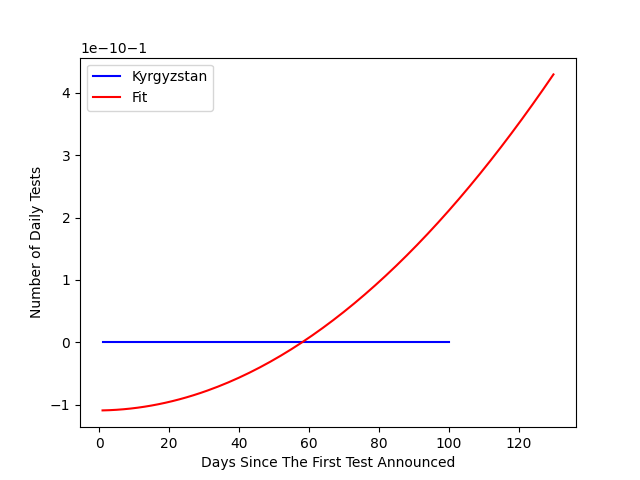 1e−10−1
Kyrgyzstan
Fit
4
3
2
1
0
−1
Number of Daily Tests
0 20 40 60 80 100 120
Days Since The First Test Announced